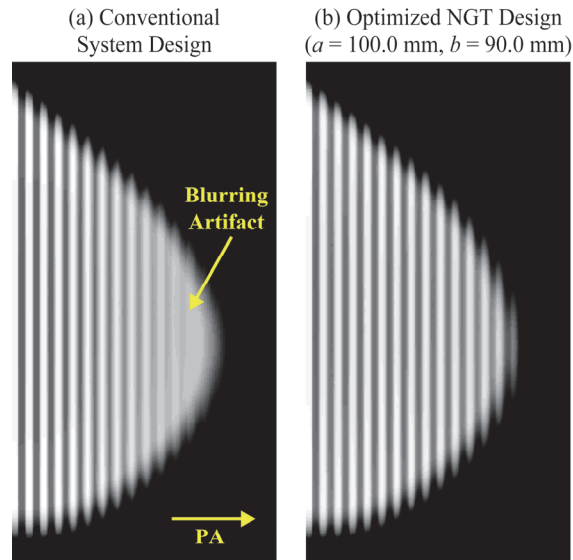 (a) Conventional
System Design
(b) Optimized NGT Design
(a = 100.0 mm, b = 90.0 mm)
Blurring
Artifact
PA